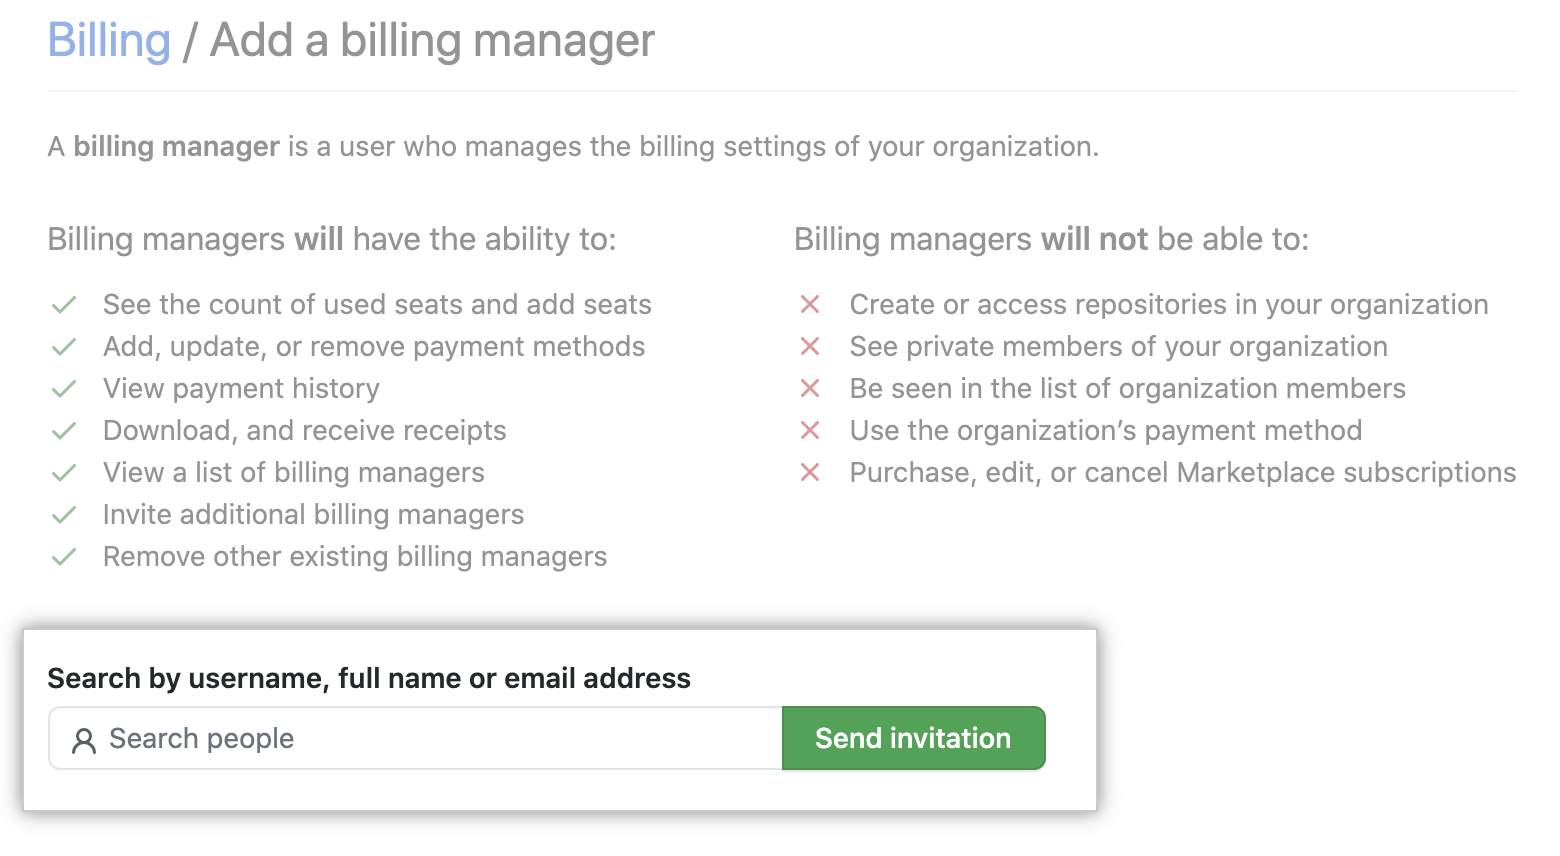 Billing / Add a billing manager
A billing manager is a user who manages the billing settings of your organization.
Billing managers will have the ability to:
See the count of used seats and add seats
Add, update, or remove payment methods
View payment history
Download, and receive receipts
View a list of billing managers
Invite additional billing managers
Remove other existing billing managers
Billing managers will not be able to:
Create or access repositories in your organization
See private members of your organization
Be seen in the list of organization members
Use the organization’s payment method
Purchase, edit, or cancel Marketplace subscriptions
Search by username, full name or email address
Search people
Send invitation